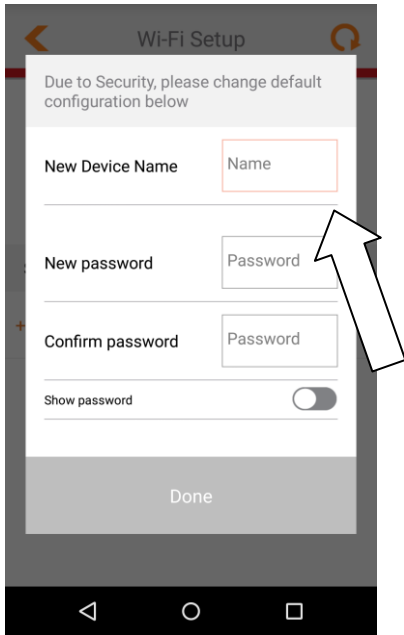 Wi-Fi Setup
Due to Security, please change default
configuration below
New Device Name
Name
New password
Password
Confirm password
Password
Show password
Done